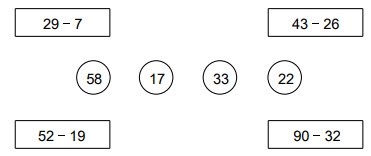 29 – 7 43 – 26
58 17 33 22
52 – 19 90 – 32